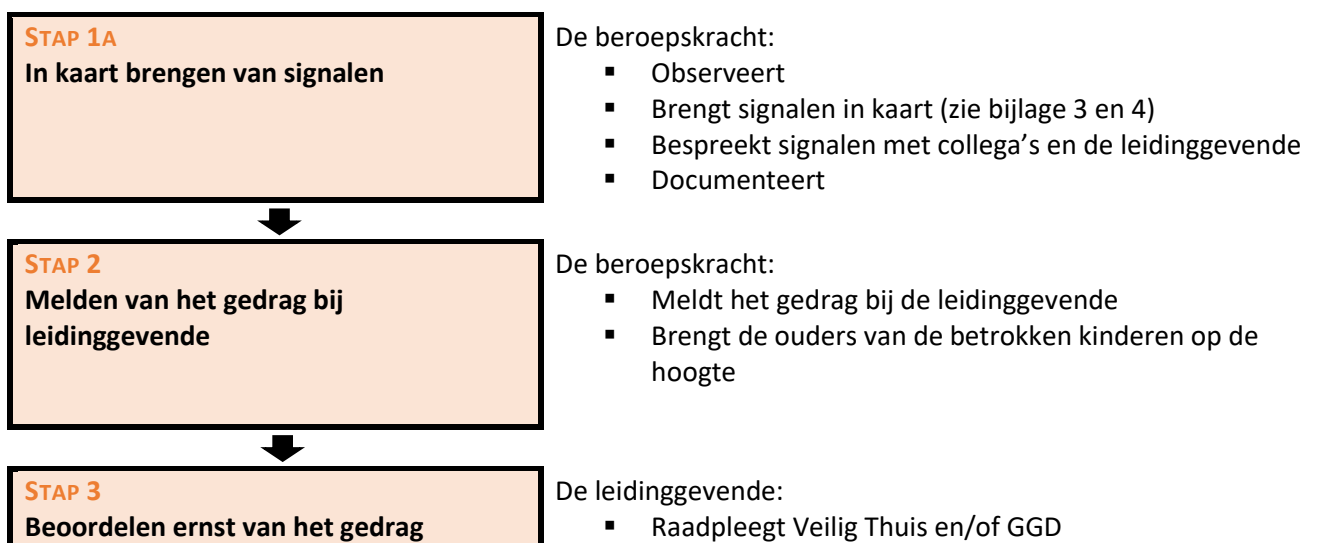 STAP 1A
In kaart brengen van signalen
De beroepskracht:
▪ Observeert
▪ Brengt signalen in kaart (zie bijlage 3 en 4)
▪ Bespreekt signalen met collega’s en de leidinggevende
▪ Documenteert
STAP 2
Melden van het gedrag bij
leidinggevende
De beroepskracht:
▪ Meldt het gedrag bij de leidinggevende
▪ Brengt de ouders van de betrokken kinderen op de
hoogte
STAP 3
Beoordelen ernst van het gedrag
De leidinggevende:
▪ Raadpleegt Veilig Thuis en/of GGD